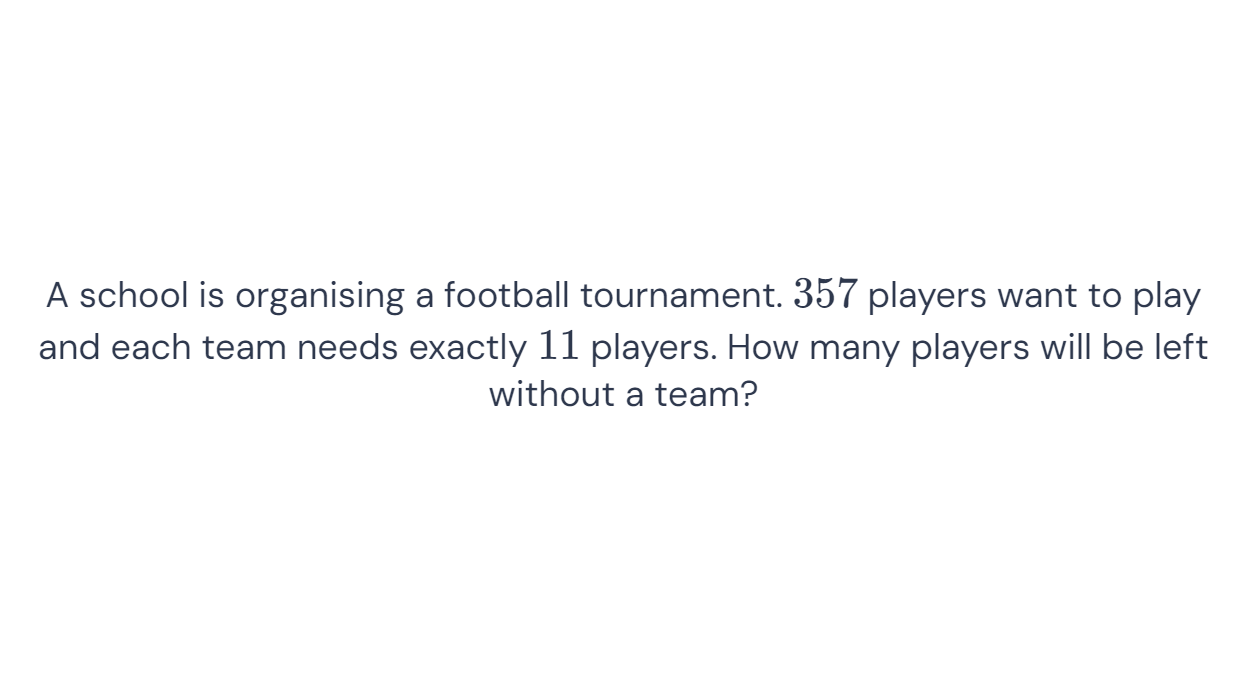 A school is organising a football tournament. 357 players want to play
and each team needs exactly 11 players. How many players will be left
without a team?